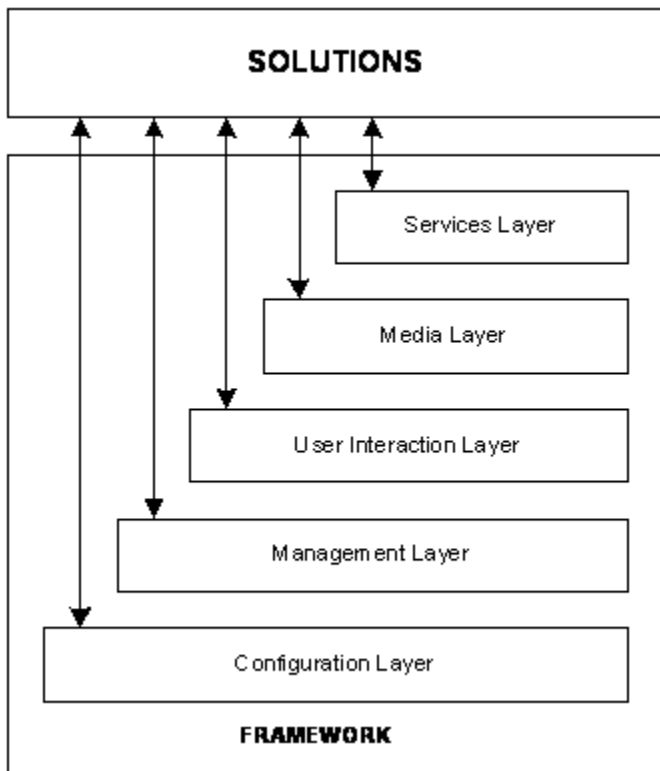 SOLUTIONS
Services Layer
Media Layer
User Interaction Layer
Management Layer
Configuration Layer
FRAMEWORK